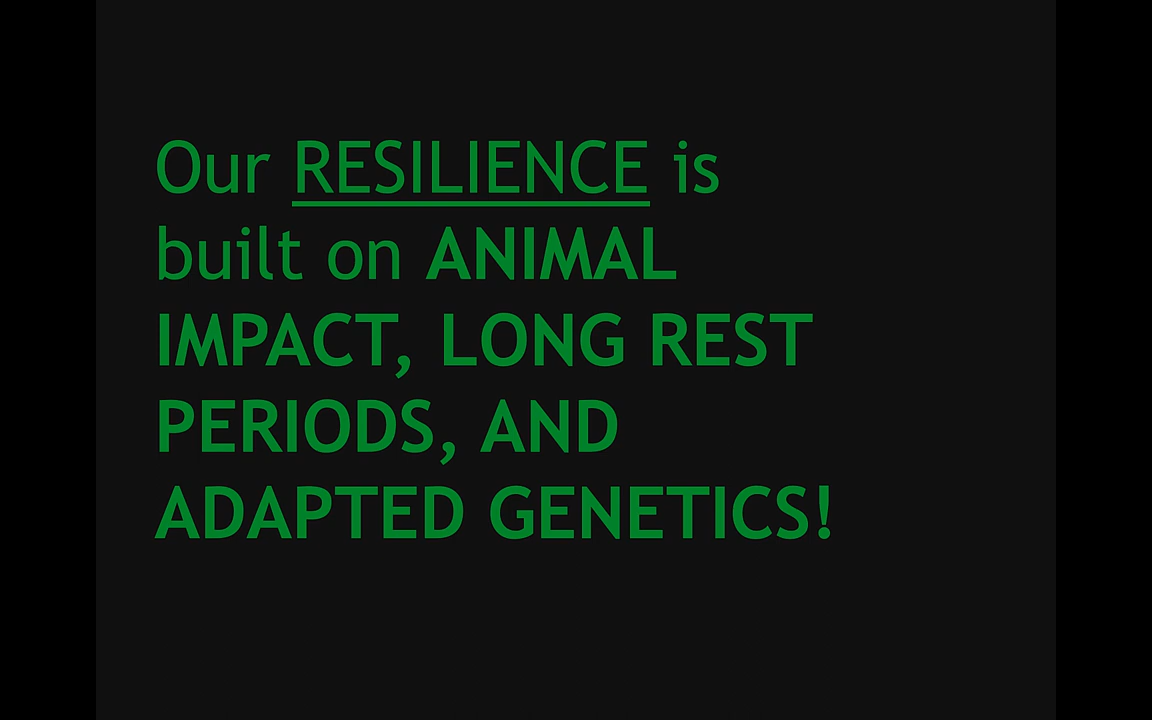 Our RESILIENCE is
built on ANIMAL
IMPACT, LONG REST
PERIODS, AND
ADAPTED GENETICS!